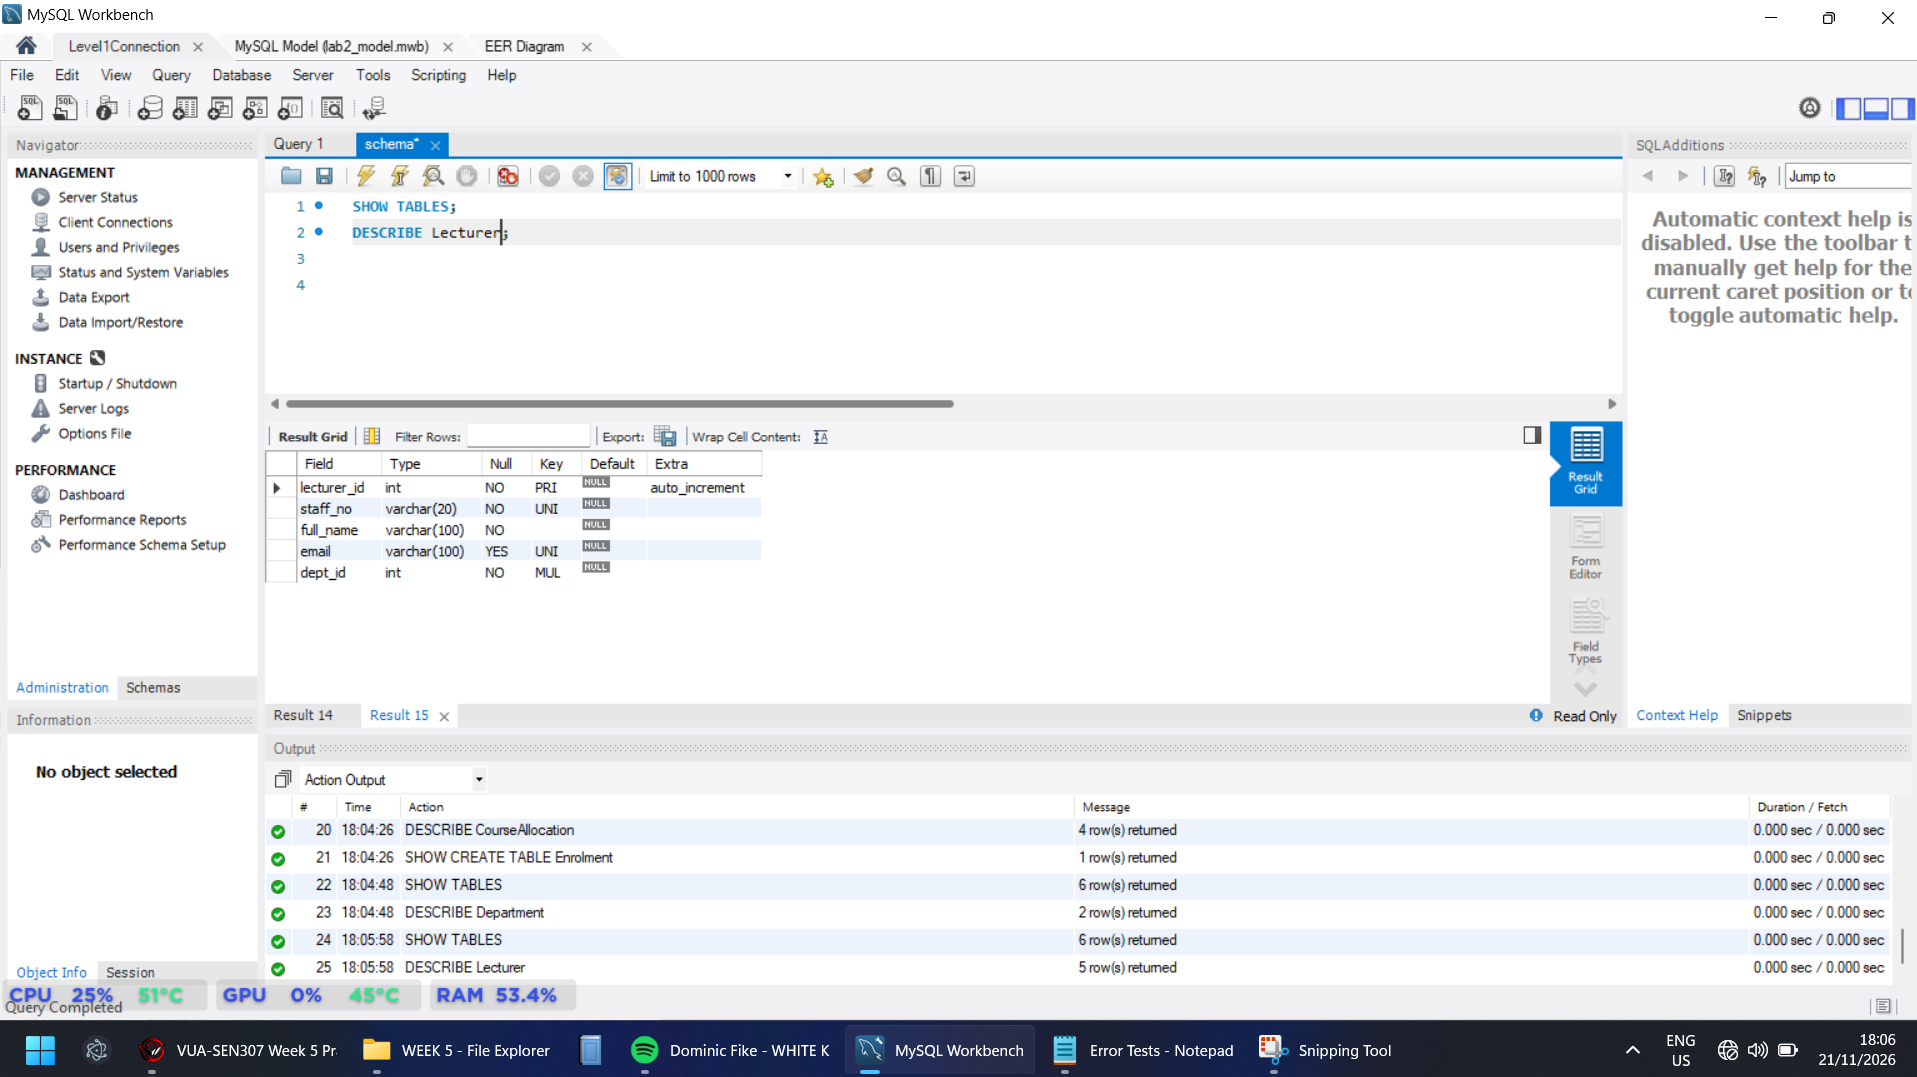 MySQL Workbench
Level1Connection
MySQL Model (lab2_model.mwb)
EER Diagram
File Edit View Query Database Server Tools Scripting Help
Navigator
MANAGEMENT
Server Status
Client Connections
Users and Privileges
Status and System Variables
Data Export
Data Import/Restore
INSTANCE
Startup / Shutdown
Server Logs
Options File
PERFORMANCE
Dashboard
Performance Reports
Performance Schema Setup
Administration Schemas
Information
No object selected
Object Info Session
Query 1 schema*
Limit to 1000 rows
1 SHOW TABLES;
2 DESCRIBE Lecturer;
3
4
Result Grid Filter Rows: Export: Wrap Cell Content:
Field Type Null Key Default Extra
lecturer_id int NO PRI NULL auto_increment
staff_no varchar(20) NO UNI NULL
full_name varchar(100) NO NULL
email varchar(100) YES UNI NULL
dept_id int NO MUL NULL
Result Grid
Form Editor
Field Types
Result 14 Result 15
Read Only
SQLAdditions
Jump to
Automatic context help is
disabled. Use the toolbar t
manually get help for the
current caret position or to
toggle automatic help.
Context Help Snippets
Output
Action Output
# Time Action Message Duration / Fetch
20 18:04:26 DESCRIBE CourseAllocation 4 row(s) returned 0.000 sec / 0.000 sec
21 18:04:26 SHOW CREATE TABLE Enrolment 1 row(s) returned 0.000 sec / 0.000 sec
22 18:04:48 SHOW TABLES 6 row(s) returned 0.000 sec / 0.000 sec
23 18:04:48 DESCRIBE Department 2 row(s) returned 0.000 sec / 0.000 sec
24 18:05:58 SHOW TABLES 6 row(s) returned 0.000 sec / 0.000 sec
25 18:05:58 DESCRIBE Lecturer 5 row(s) returned 0.000 sec / 0.000 sec
CPU 25% 51°C GPU 0% 45°C RAM 53.4%
Query Completed
VUA-SEN307 Week 5 Pr
WEEK 5 - File Explorer
Dominic Fike - WHITE K
MySQL Workbench
Error Tests - Notepad
Snipping Tool
ENG
US
18:06
21/11/2026